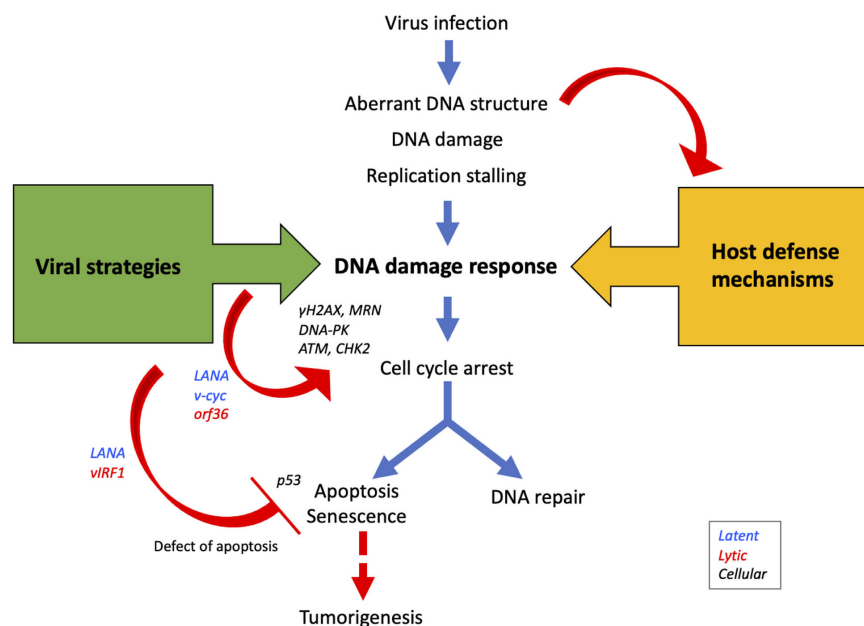 Virus infection
Aberrant DNA structure
DNA damage
Replication stalling
Viral strategies
DNA damage response
Host defense
mechanisms
γH2AX, MRN
DNA-PK
ATM, CHK2
Cell cycle arrest
LANA
v-cyc
orf36
LANA
vIRF1
p53
Apoptosis
Senescence
DNA repair
Defect of apoptosis
Latent
Lytic
Cellular
Tumorigenesis